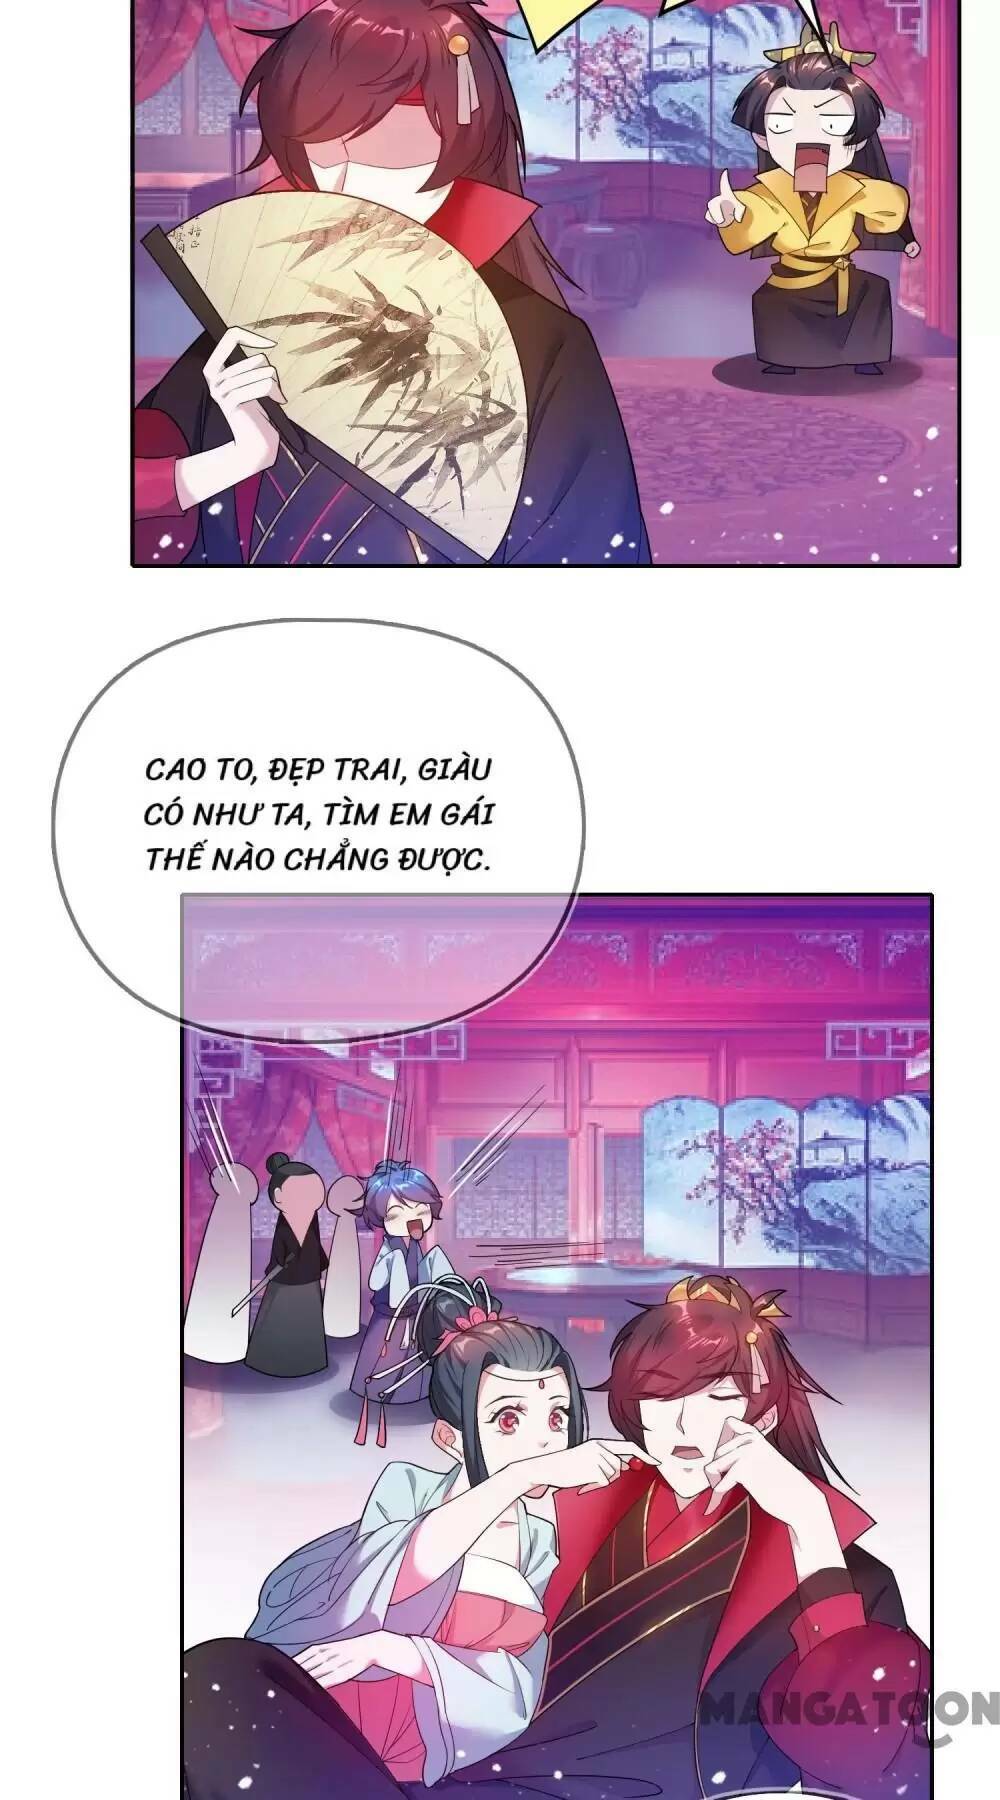 CAO TO, ĐẸP TRAI, GIÀU
CÓ NHƯ TA, TÌM EM GÁI
THẾ NÀO CHẲNG ĐƯỢC.
MANGATOON